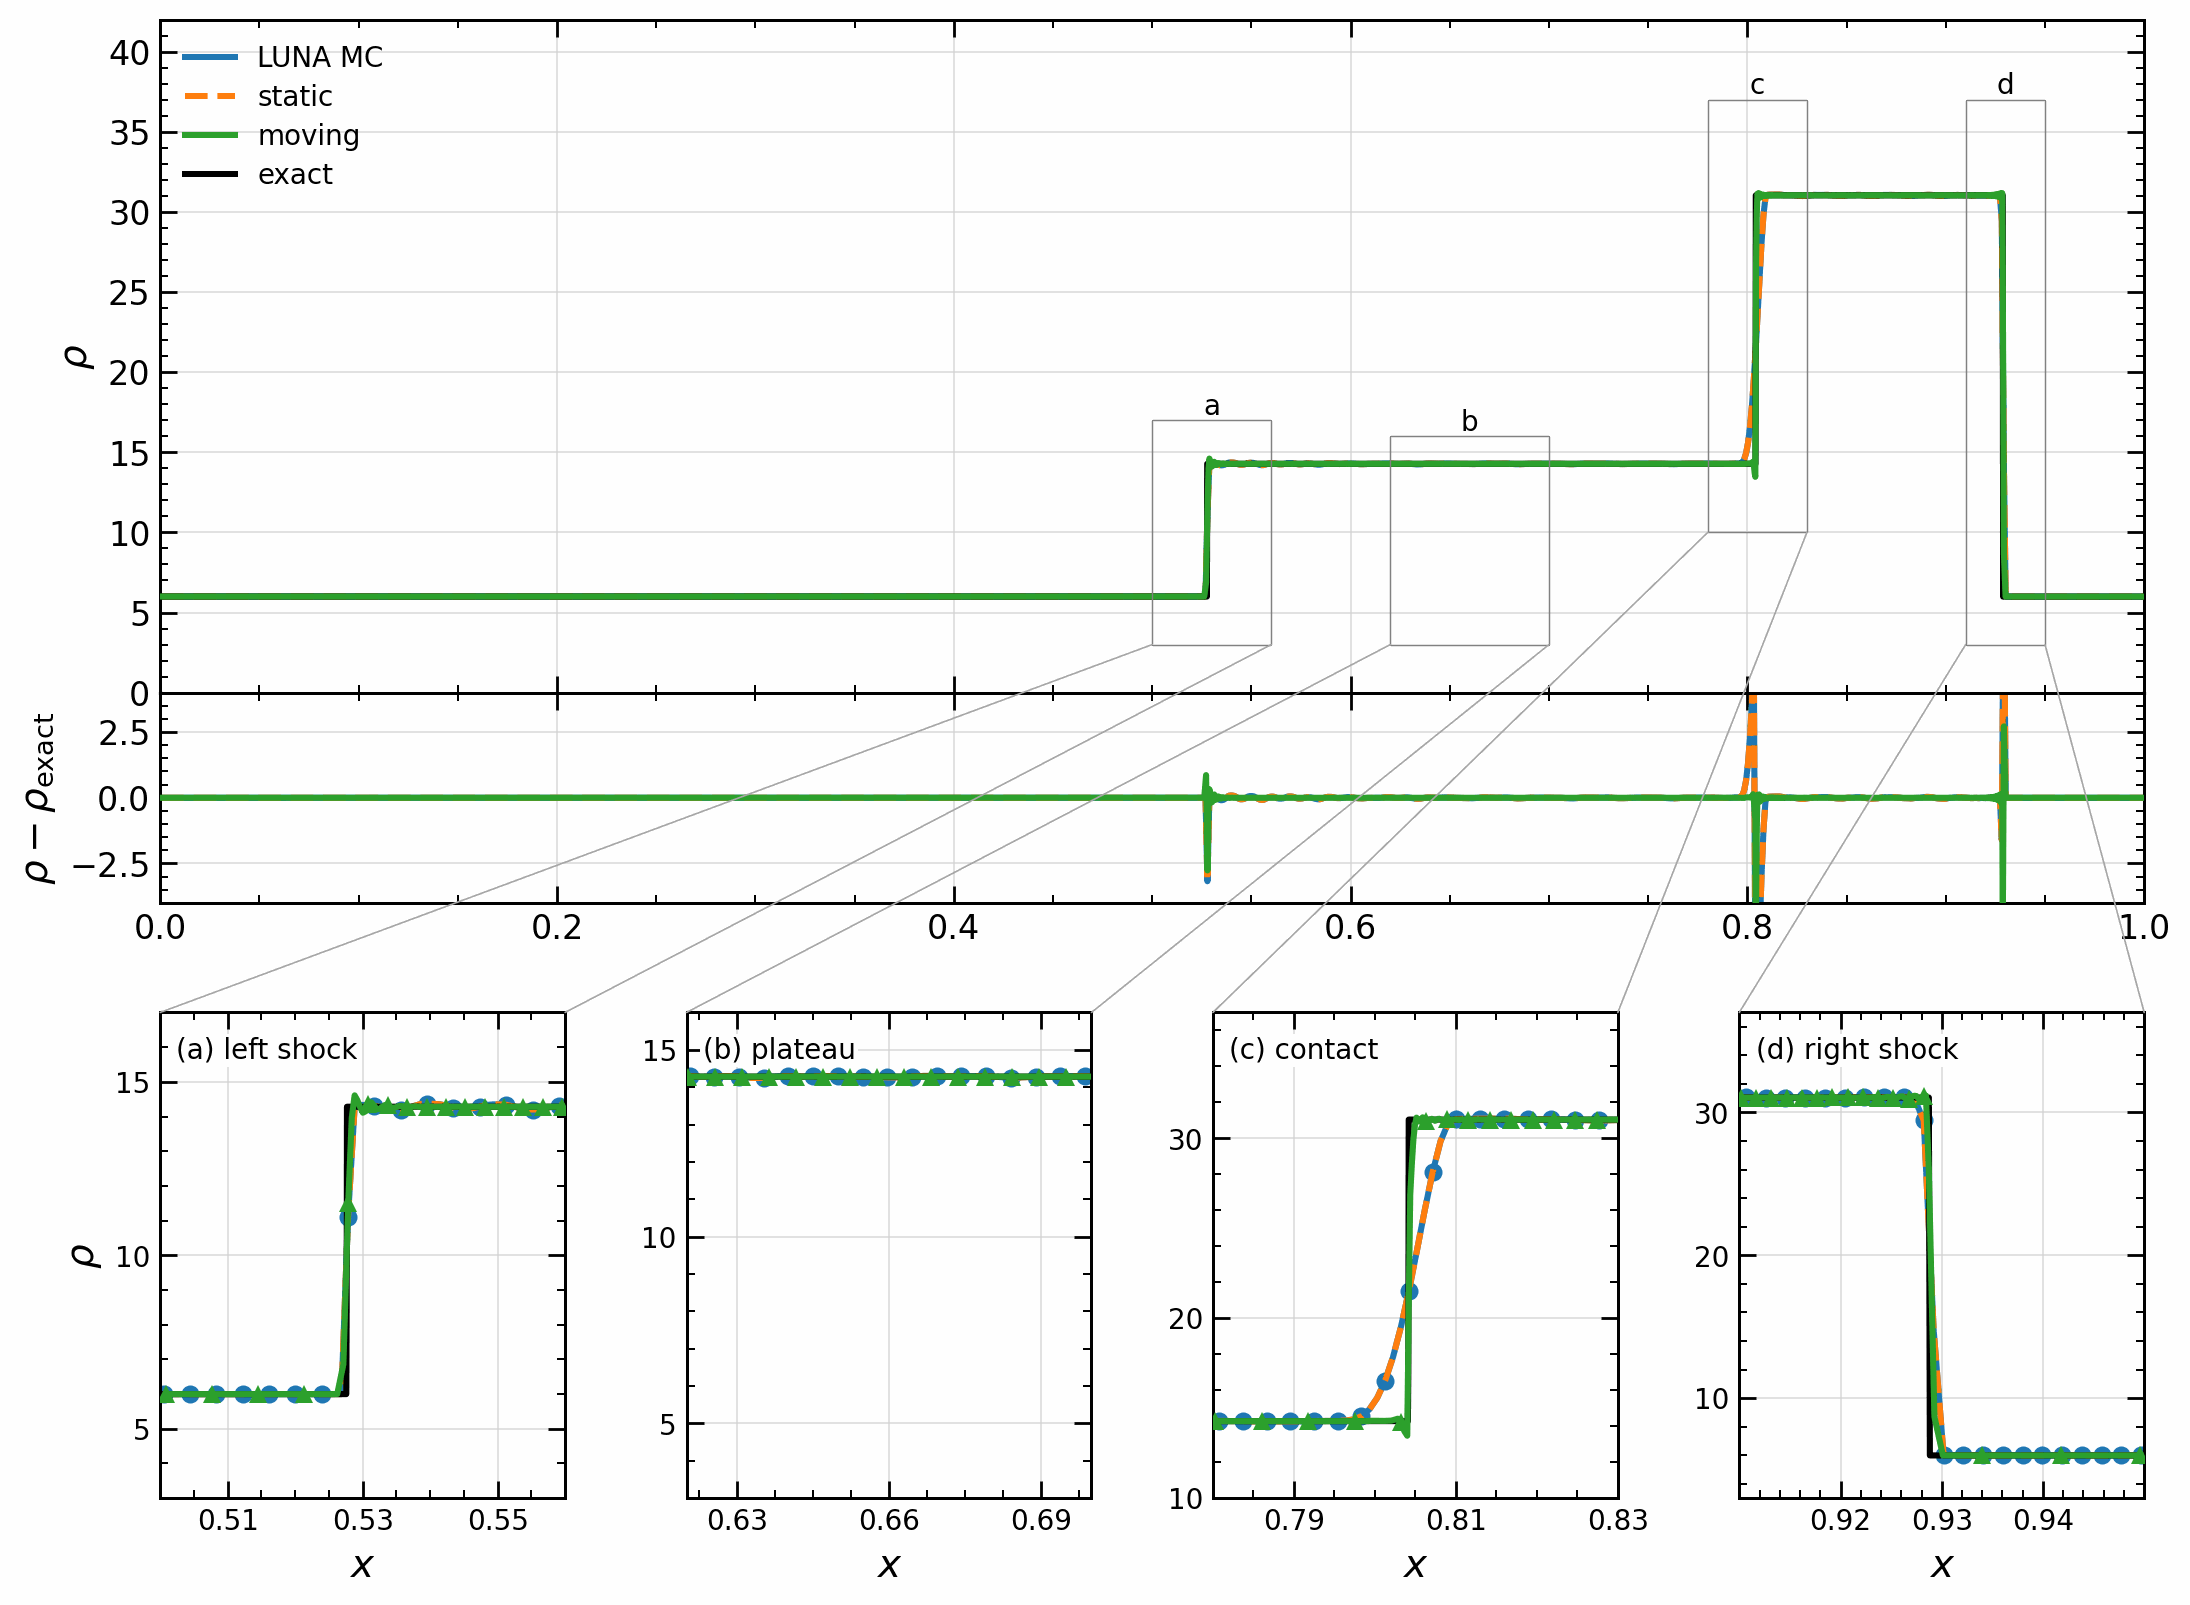 40
35
30
25
20
15
10
5
0
ρ
LUNA MC
static
moving
exact
a
b
c
d
2.5
0.0
−2.5
ρ − ρexact
0.0 0.2 0.4 0.6 0.8 1.0
(a) left shock
15
10
5
ρ
0.51 0.53 0.55
x
(b) plateau
15
10
5
0.63 0.66 0.69
x
(c) contact
30
20
10
0.79 0.81 0.83
x
(d) right shock
30
20
10
0.92 0.93 0.94
x